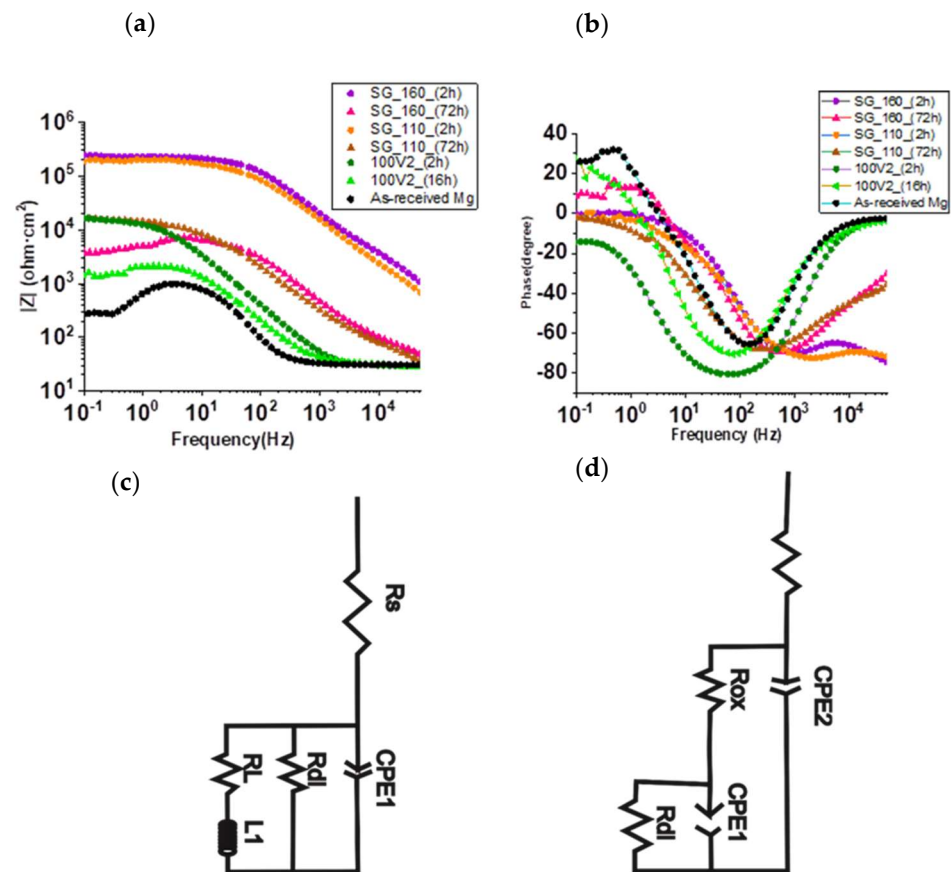 (a)
(b)
|Z| (ohm·cm²)
10⁶
10⁵
10⁴
10³
10²
10¹
10⁻¹ 10⁰ 10¹ 10² 10³ 10⁴
Frequency(Hz)
SG_160_(2h)
SG_160_(72h)
SG_110_(2h)
SG_110_(72h)
100V2_(2h)
100V2_(16h)
As-received Mg
Phase(degree)
40
20
0
-20
-40
-60
-80
10⁻¹ 10⁰ 10¹ 10² 10³ 10⁴
Frequency (Hz)
SG_160_(2h)
SG_160_(72h)
SG_110_(2h)
SG_110_(72h)
100V2_(2h)
100V2_(16h)
As-received Mg
(c)
Rs
RL
Rdl
CPE1
L1
(d)
Rox
CPE2
Rdl
CPE1